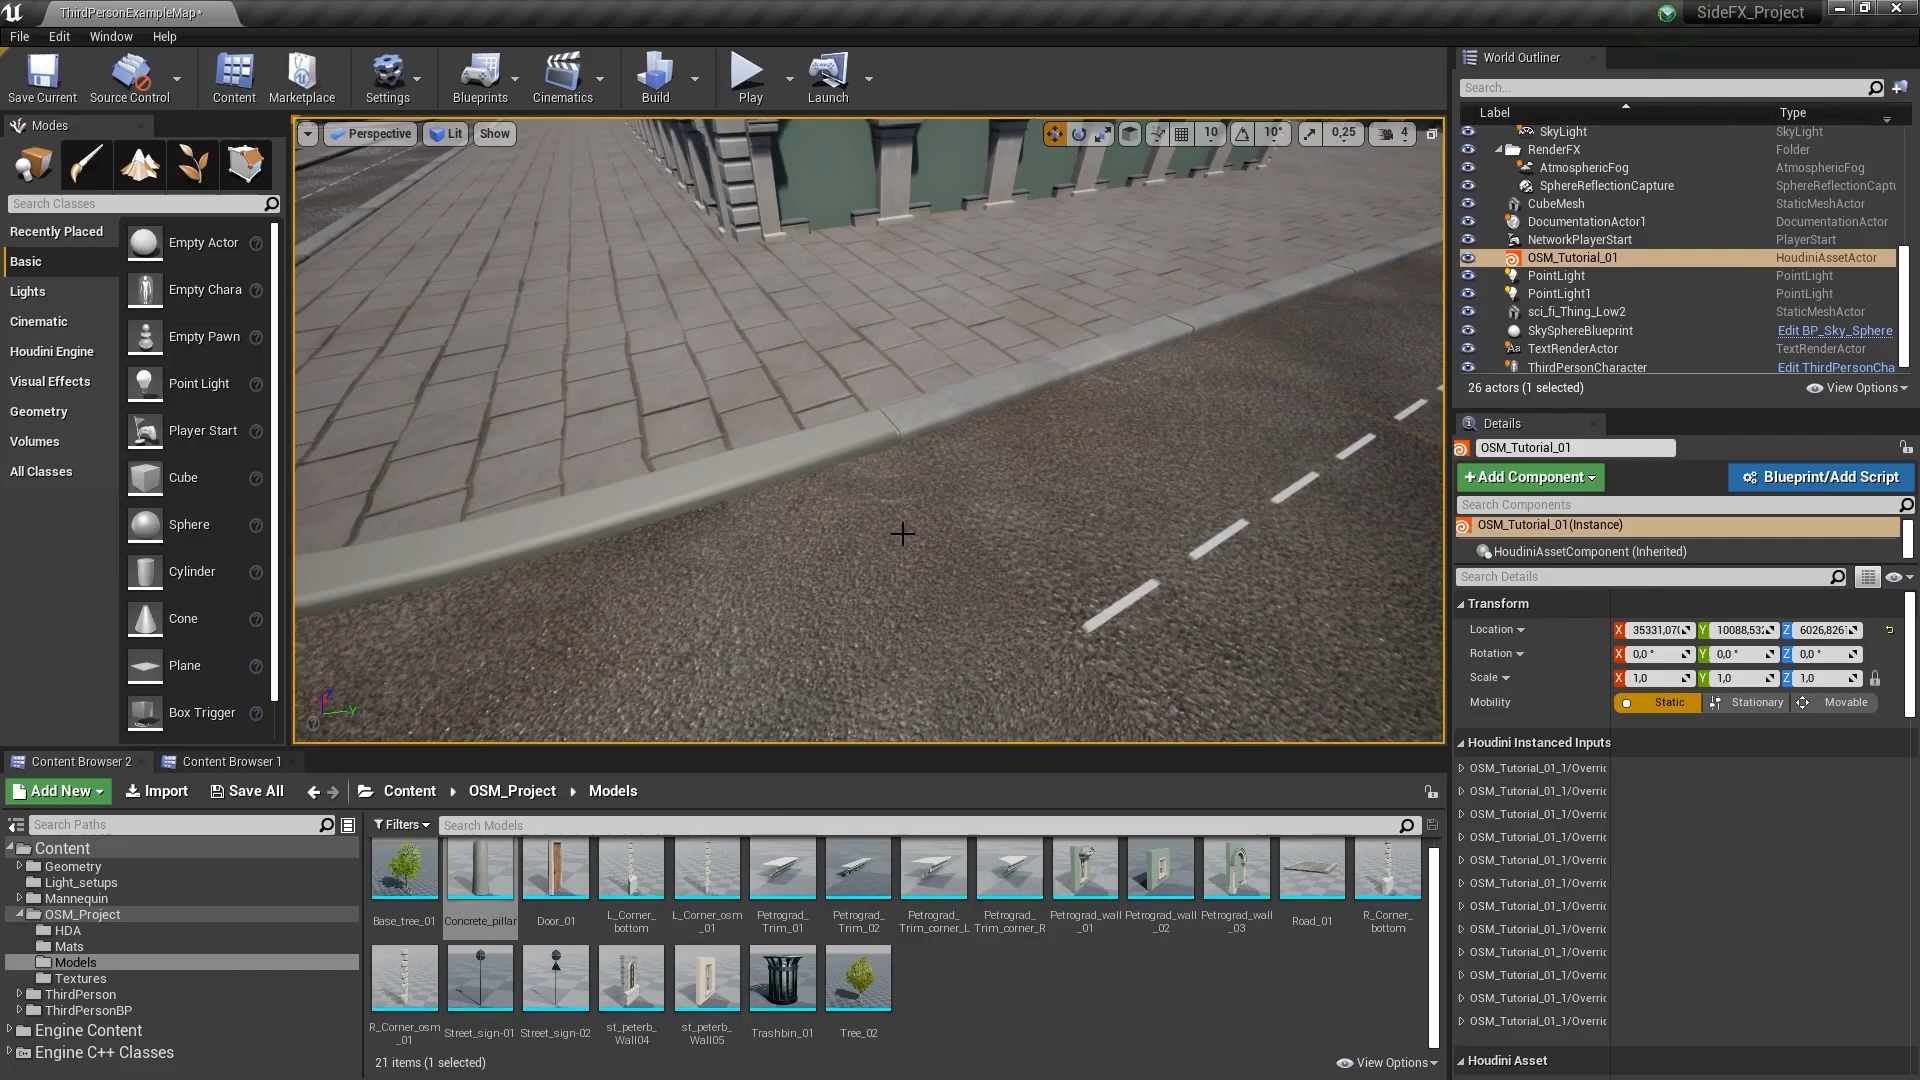 ThirdPersonExampleMap*
SideFX_Project
File Edit Window Help
Save Current
Source Control
Content
Marketplace
Settings
Blueprints
Cinematics
Build
Play
Launch
Modes
Search Classes
Recently Placed
Basic
Lights
Cinematic
Houdini Engine
Visual Effects
Geometry
Volumes
All Classes
Empty Actor
Empty Chara
Empty Pawn
Point Light
Player Start
Cube
Sphere
Cylinder
Cone
Plane
Box Trigger
Perspective
Lit
Show
10
10°
0,25
4
Z
Y
World Outliner
Search...
Label Type
SkyLight SkyLight
RenderFX Folder
AtmosphericFog AtmosphericFog
SphereReflectionCapture SphereReflectionCaptu
CubeMesh StaticMeshActor
DocumentationActor1 DocumentationActor
NetworkPlayerStart PlayerStart
OSM_Tutorial_01 HoudiniAssetActor
PointLight PointLight
PointLight1 PointLight
sci_fi_Thing_Low2 StaticMeshActor
SkySphereBlueprint Edit BP_Sky_Sphere
TextRenderActor TextRenderActor
ThirdPersonCharacter Edit ThirdPersonCha
26 actors (1 selected) View Options
Details
OSM_Tutorial_01
+Add Component
Blueprint/Add Script
Search Components
OSM_Tutorial_01(Instance)
HoudiniAssetComponent (Inherited)
Search Details
Transform
Location X 35331,07( Y 10088,53 Z 6026,826
Rotation X 0,0 ° Y 0,0 ° Z 0,0 °
Scale X 1,0 Y 1,0 Z 1,0
Mobility Static Stationary Movable
Houdini Instanced Inputs
OSM_Tutorial_01_1/Overric
OSM_Tutorial_01_1/Overric
OSM_Tutorial_01_1/Overric
OSM_Tutorial_01_1/Overric
OSM_Tutorial_01_1/Overric
OSM_Tutorial_01_1/Overric
OSM_Tutorial_01_1/Overric
OSM_Tutorial_01_1/Overric
OSM_Tutorial_01_1/Overric
OSM_Tutorial_01_1/Overric
OSM_Tutorial_01_1/Overric
OSM_Tutorial_01_1/Overric
Houdini Asset
Content Browser 2
Content Browser 1
Add New
Import
Save All
Content
OSM_Project
Models
Search Paths
Filters
Search Models
Content
Geometry
Light_setups
Mannequin
OSM_Project
HDA
Mats
Models
Textures
ThirdPerson
ThirdPersonBP
Engine Content
Engine C++ Classes
Base_tree_01
Concrete_pillar
Door_01
L_Corner_
bottom
L_Corner_osm
_01
Petrograd_
Trim_01
Petrograd_
Trim_02
Petrograd_
Trim_corner_L
Petrograd_
Trim_corner_R
Petrograd_wall
_01
Petrograd_wall
_02
Petrograd_wall
_03
Road_01
R_Corner_
bottom
R_Corner_osm
_01
Street_sign-01
Street_sign-02
st_peterb_
Wall04
st_peterb_
Wall05
Trashbin_01
Tree_02
21 items (1 selected)
View Options